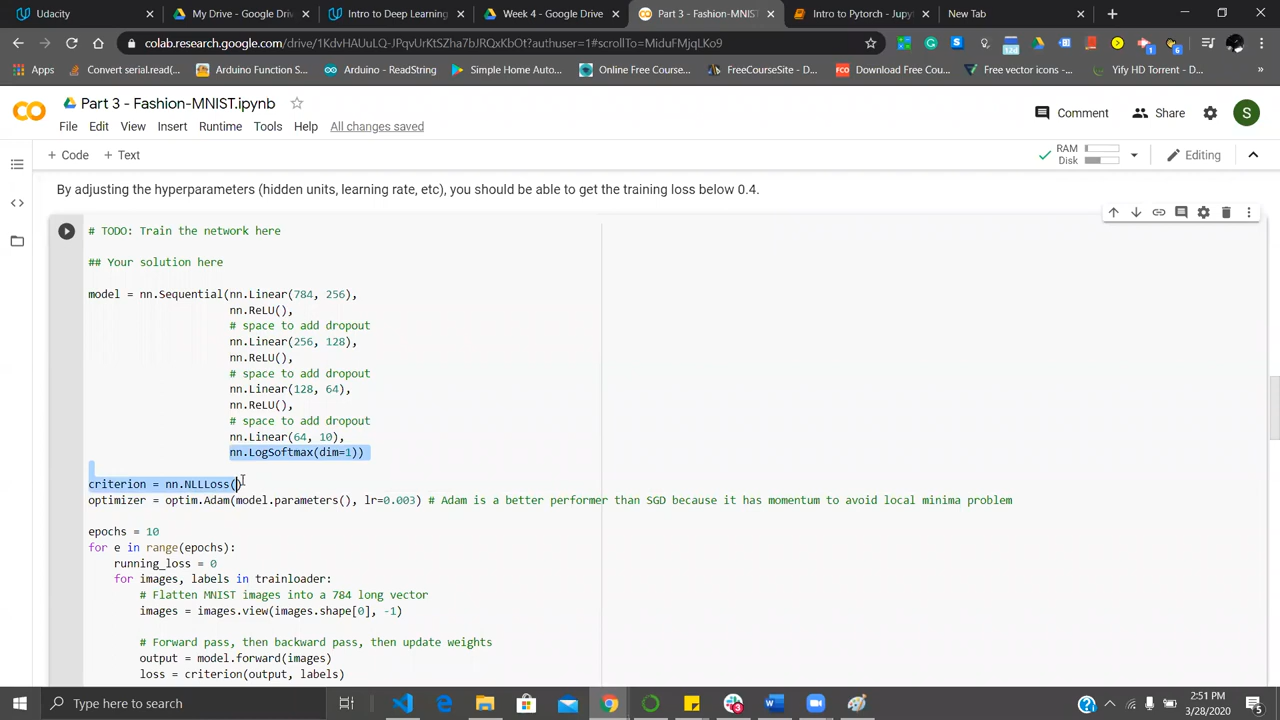 Udacity
My Drive - Google Drive
Intro to Deep Learning
Week 4 - Google Drive
Part 3 - Fashion-MNIST
Intro to Pytorch - Jupy
New Tab
colab.research.google.com/drive/1KdvHAUuLQ-JPqvUrKtSZha7bJRQxKbOt?authuser=1#scrollTo=MiduFMjqLKo9
Apps
Convert serial.read(...
Arduino Function S...
Arduino - ReadString
Simple Home Auto...
Online Free Course...
FreeCourseSite - D...
Download Free Cou...
Free vector icons -...
Yify HD Torrent - D...
Part 3 - Fashion-MNIST.ipynb
Comment
Share
S
File Edit View Insert Runtime Tools Help All changes saved
+ Code + Text
RAM
Disk
Editing
By adjusting the hyperparameters (hidden units, learning rate, etc), you should be able to get the training loss below 0.4.
# TODO: Train the network here
## Your solution here
model = nn.Sequential(nn.Linear(784, 256),
nn.ReLU(),
# space to add dropout
nn.Linear(256, 128),
nn.ReLU(),
# space to add dropout
nn.Linear(128, 64),
nn.ReLU(),
# space to add dropout
nn.Linear(64, 10),
nn.LogSoftmax(dim=1))
criterion = nn.NLLLoss()
optimizer = optim.Adam(model.parameters(), lr=0.003) # Adam is a better performer than SGD because it has momentum to avoid local minima problem
epochs = 10
for e in range(epochs):
running_loss = 0
for images, labels in trainloader:
# Flatten MNIST images into a 784 long vector
images = images.view(images.shape[0], -1)
# Forward pass, then backward pass, then update weights
output = model.forward(images)
loss = criterion(output, labels)
Type here to search
2:51 PM
3/28/2020